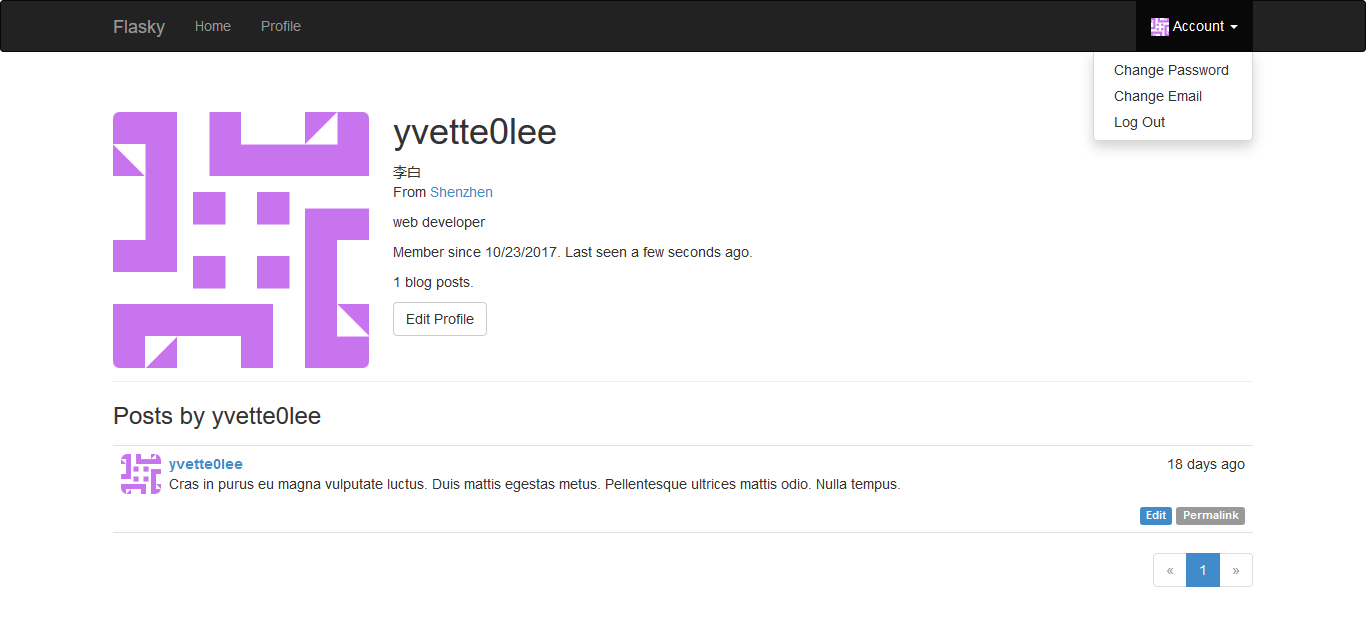 Flasky Home Profile Account
Change Password
Change Email
Log Out
yvette0lee
李白
From Shenzhen
web developer
Member since 10/23/2017. Last seen a few seconds ago.
1 blog posts.
Edit Profile
Posts by yvette0lee
yvette0lee 18 days ago
Cras in purus eu magna vulputate luctus. Duis mattis egestas metus. Pellentesque ultrices mattis odio. Nulla tempus.
Edit Permalink
« 1 »